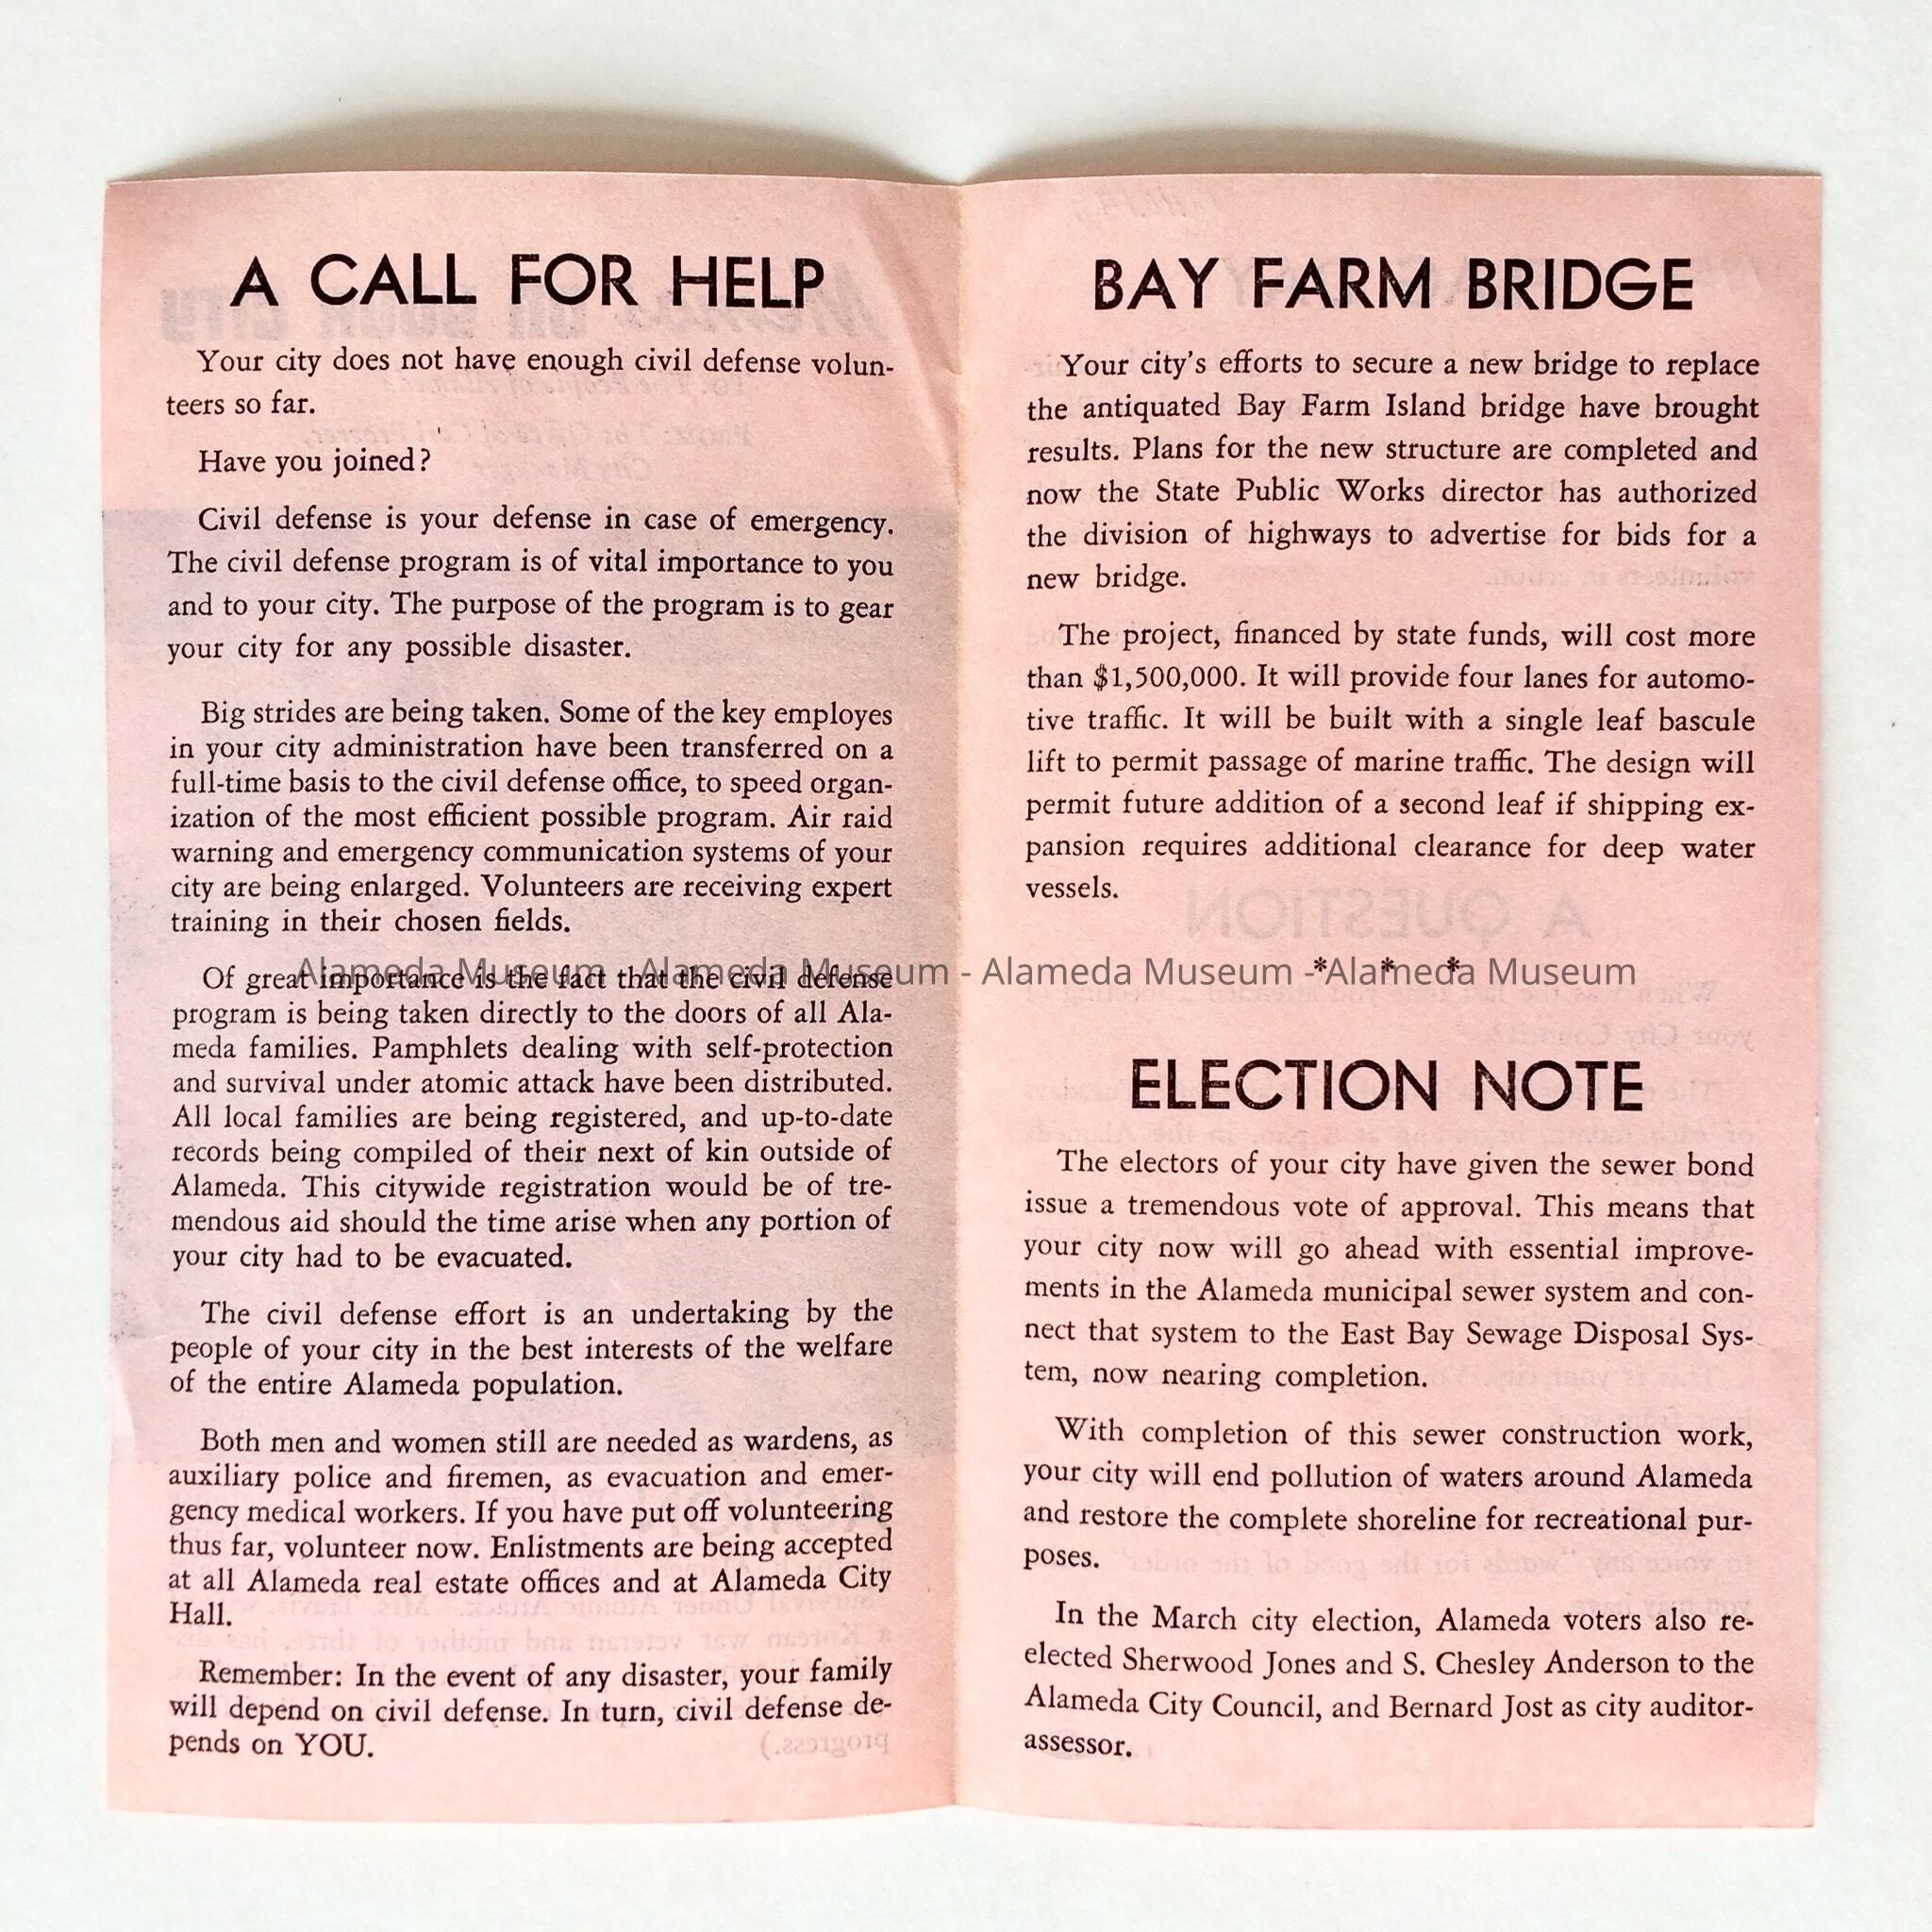 A CALL FOR HELP
Your city does not have enough civil defense volun-
teers so far.
Have you joined?
Civil defense is your defense in case of emergency.
The civil defense program is of vital importance to you
and to your city. The purpose of the program is to gear
your city for any possible disaster.
Big strides are being taken. Some of the key employes
in your city administration have been transferred on a
full-time basis to the civil defense office, to speed organ-
ization of the most efficient possible program. Air raid
warning and emergency communication systems of your
city are being enlarged. Volunteers are receiving expert
training in their chosen fields.
Of great importance is the fact that the civil defense
program is being taken directly to the doors of all Ala-
meda families. Pamphlets dealing with self-protection
and survival under atomic attack have been distributed.
All local families are being registered, and up-to-date
records being compiled of their next of kin outside of
Alameda. This citywide registration would be of tre-
mendous aid should the time arise when any portion of
your city had to be evacuated.
The civil defense effort is an undertaking by the
people of your city in the best interests of the welfare
of the entire Alameda population.
Both men and women still are needed as wardens, as
auxiliary police and firemen, as evacuation and emer-
gency medical workers. If you have put off volunteering
thus far, volunteer now. Enlistments are being accepted
at all Alameda real estate offices and at Alameda City
Hall.
Remember: In the event of any disaster, your family
will depend on civil defense. In turn, civil defense de-
pends on YOU.
BAY FARM BRIDGE
Your city's efforts to secure a new bridge to replace
the antiquated Bay Farm Island bridge have brought
results. Plans for the new structure are completed and
now the State Public Works director has authorized
the division of highways to advertise for bids for a
new bridge.
The project, financed by state funds, will cost more
than $1,500,000. It will provide four lanes for automo-
tive traffic. It will be built with a single leaf bascule
lift to permit passage of marine traffic. The design will
permit future addition of a second leaf if shipping ex-
pansion requires additional clearance for deep water
vessels.
* * *
ELECTION NOTE
The electors of your city have given the sewer bond
issue a tremendous vote of approval. This means that
your city now will go ahead with essential improve-
ments in the Alameda municipal sewer system and con-
nect that system to the East Bay Sewage Disposal Sys-
tem, now nearing completion.
With completion of this sewer construction work,
your city will end pollution of waters around Alameda
and restore the complete shoreline for recreational pur-
poses.
In the March city election, Alameda voters also re-
elected Sherwood Jones and S. Chesley Anderson to the
Alameda City Council, and Bernard Jost as city auditor-
assessor.
Alameda Museum - Alameda Museum - Alameda Museum - Alameda Museum